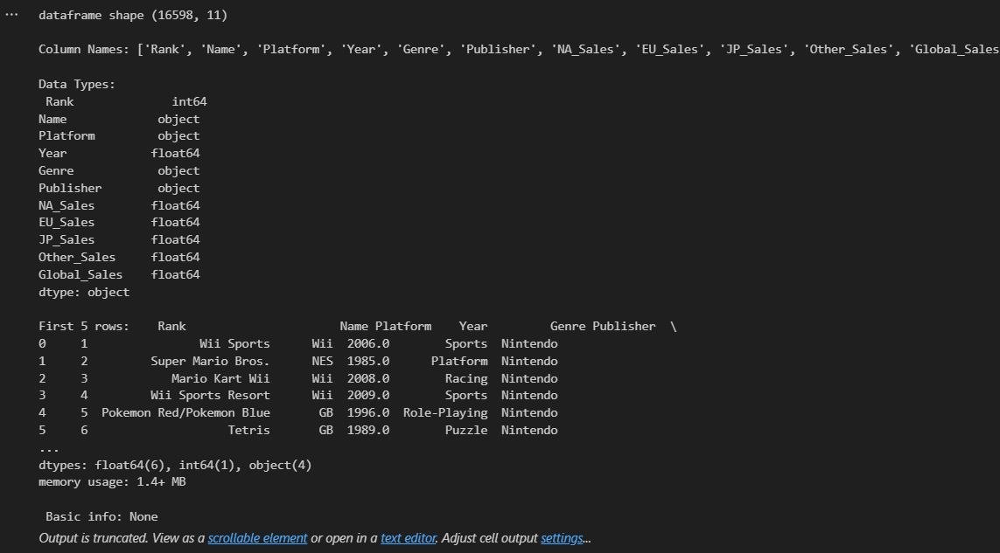 ... dataframe shape (16598, 11)
Column Names: ['Rank', 'Name', 'Platform', 'Year', 'Genre', 'Publisher', 'NA_Sales', 'EU_Sales', 'JP_Sales', 'Other_Sales', 'Global_Sales
Data Types:
 Rank              int64
Name             object
Platform         object
Year            float64
Genre            object
Publisher        object
NA_Sales        float64
EU_Sales        float64
JP_Sales        float64
Other_Sales     float64
Global_Sales    float64
dtype: object
First 5 rows:    Rank                      Name Platform    Year         Genre Publisher  \
0     1                Wii Sports      Wii  2006.0        Sports  Nintendo
1     2         Super Mario Bros.      NES  1985.0      Platform  Nintendo
2     3            Mario Kart Wii      Wii  2008.0        Racing  Nintendo
3     4         Wii Sports Resort      Wii  2009.0        Sports  Nintendo
4     5  Pokemon Red/Pokemon Blue       GB  1996.0  Role-Playing  Nintendo
5     6                    Tetris       GB  1989.0        Puzzle  Nintendo
...
dtypes: float64(6), int64(1), object(4)
memory usage: 1.4+ MB
 Basic info: None
Output is truncated. View as a scrollable element or open in a text editor. Adjust cell output settings...